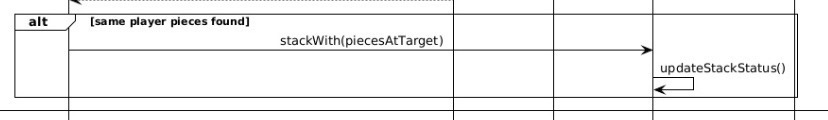 alt [same player pieces found]
stackWith(piecesAtTarget)
updateStackStatus()